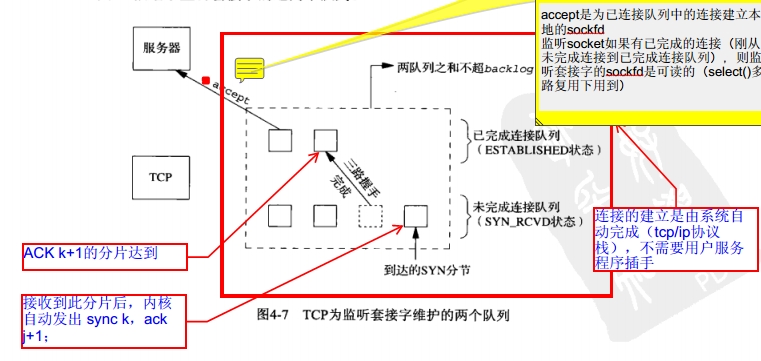 accept是为已连接队列中的连接建立本
地的sockfd
监听socket如果有已完成的连接（刚从
未完成连接到已完成连接队列），则监
听套接字的sockfd是可读的（select()多
路复用下用到）
服务器
accept
两队列之和不超backlog
已完成连接队列
（ESTABLISHED状态）
三路握手
完成
TCP
未完成连接队列
（SYN_RCVD状态）
到达的SYN分节
ACK k+1的分片达到
接收到此分片后，内核
自动发出 sync k，ack
j+1；
连接的建立是由系统自
动完成（tcp/ip协议
栈），不需要用户服务
程序插手
图4-7 TCP为监听套接字维护的两个队列